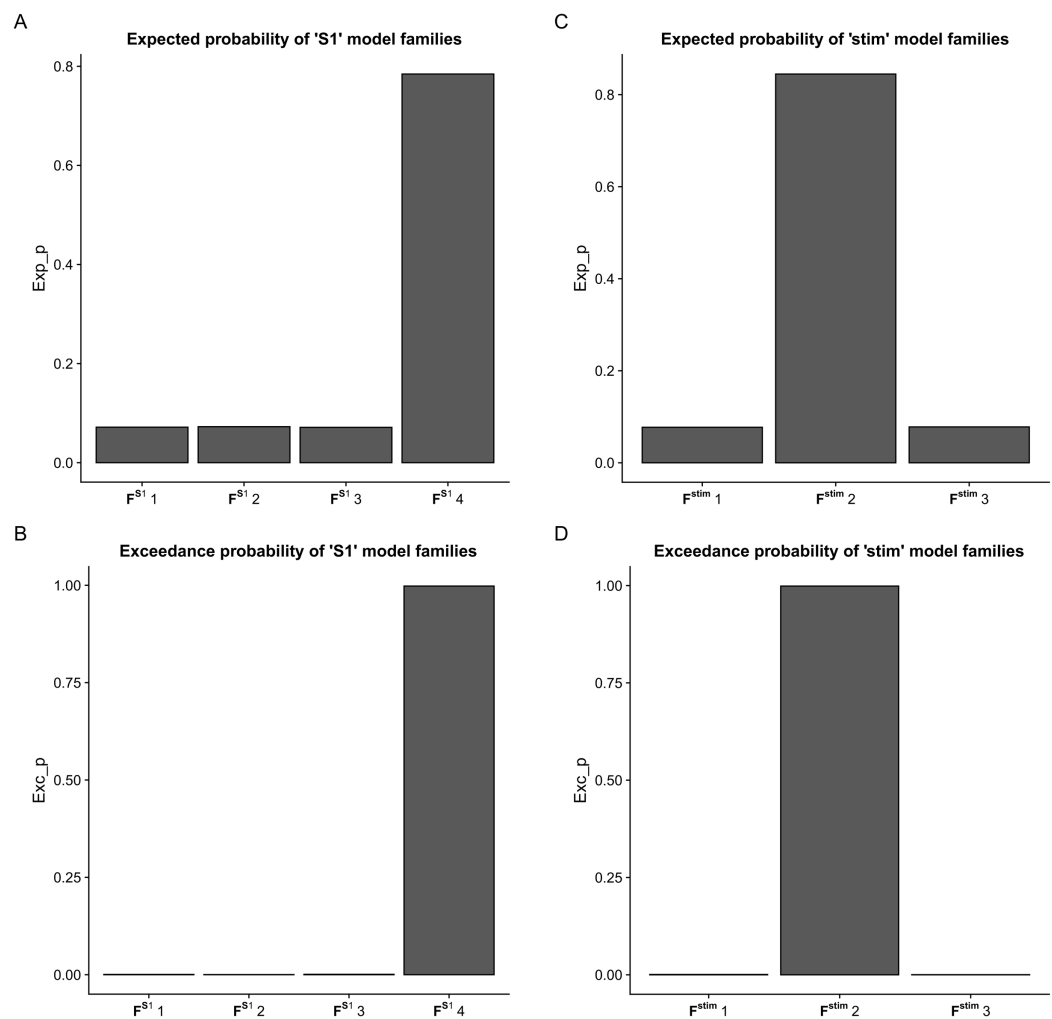 A
Expected probability of 'S1' model families
Exp_p
0.8
0.6
0.4
0.2
0.0
F^S1 1 F^S1 2 F^S1 3 F^S1 4
B
Exceedance probability of 'S1' model families
Exc_p
1.00
0.75
0.50
0.25
0.00
F^S1 1 F^S1 2 F^S1 3 F^S1 4
C
Expected probability of 'stim' model families
Exp_p
0.8
0.6
0.4
0.2
0.0
F^stim 1 F^stim 2 F^stim 3
D
Exceedance probability of 'stim' model families
Exc_p
1.00
0.75
0.50
0.25
0.00
F^stim 1 F^stim 2 F^stim 3